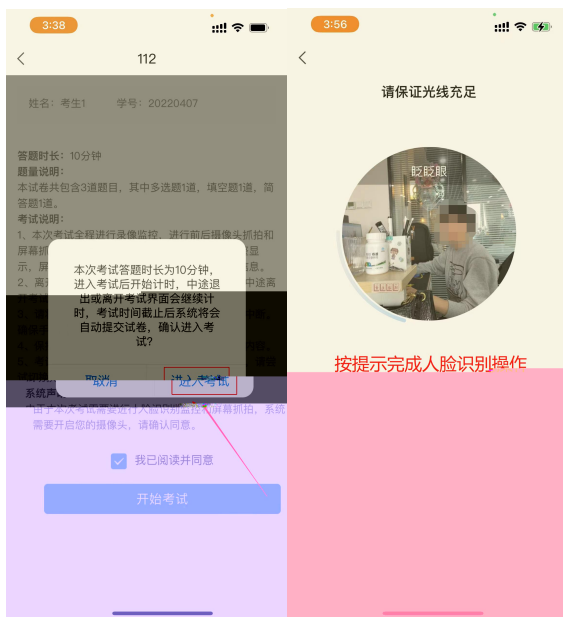 3:38
112
姓名：考生1 学号：20220407
答题时长：10分钟
题量说明：
本试卷共包含3道题目，其中多选题1道，填空题1道，简
答题1道。
考试说明：
1、本次考试全程进行录像监控，进行前后摄像头抓拍和
屏幕抓
示，屏
息。
2、离
中途离
本次考试答题时长为10分钟，
进入考试后开始计时，中途退
出或离开考试界面会继续计
时，考试时间截止后系统将会
自动提交试卷，确认进入考
试？
取消 进入考试
系统声
由于本次考试需要进行人脸识别监控和屏幕抓拍，系统
需要开启您的摄像头，请确认同意。
我已阅读并同意
开始考试
3:56
请保证光线充足
眨眨眼
按提示完成人脸识别操作